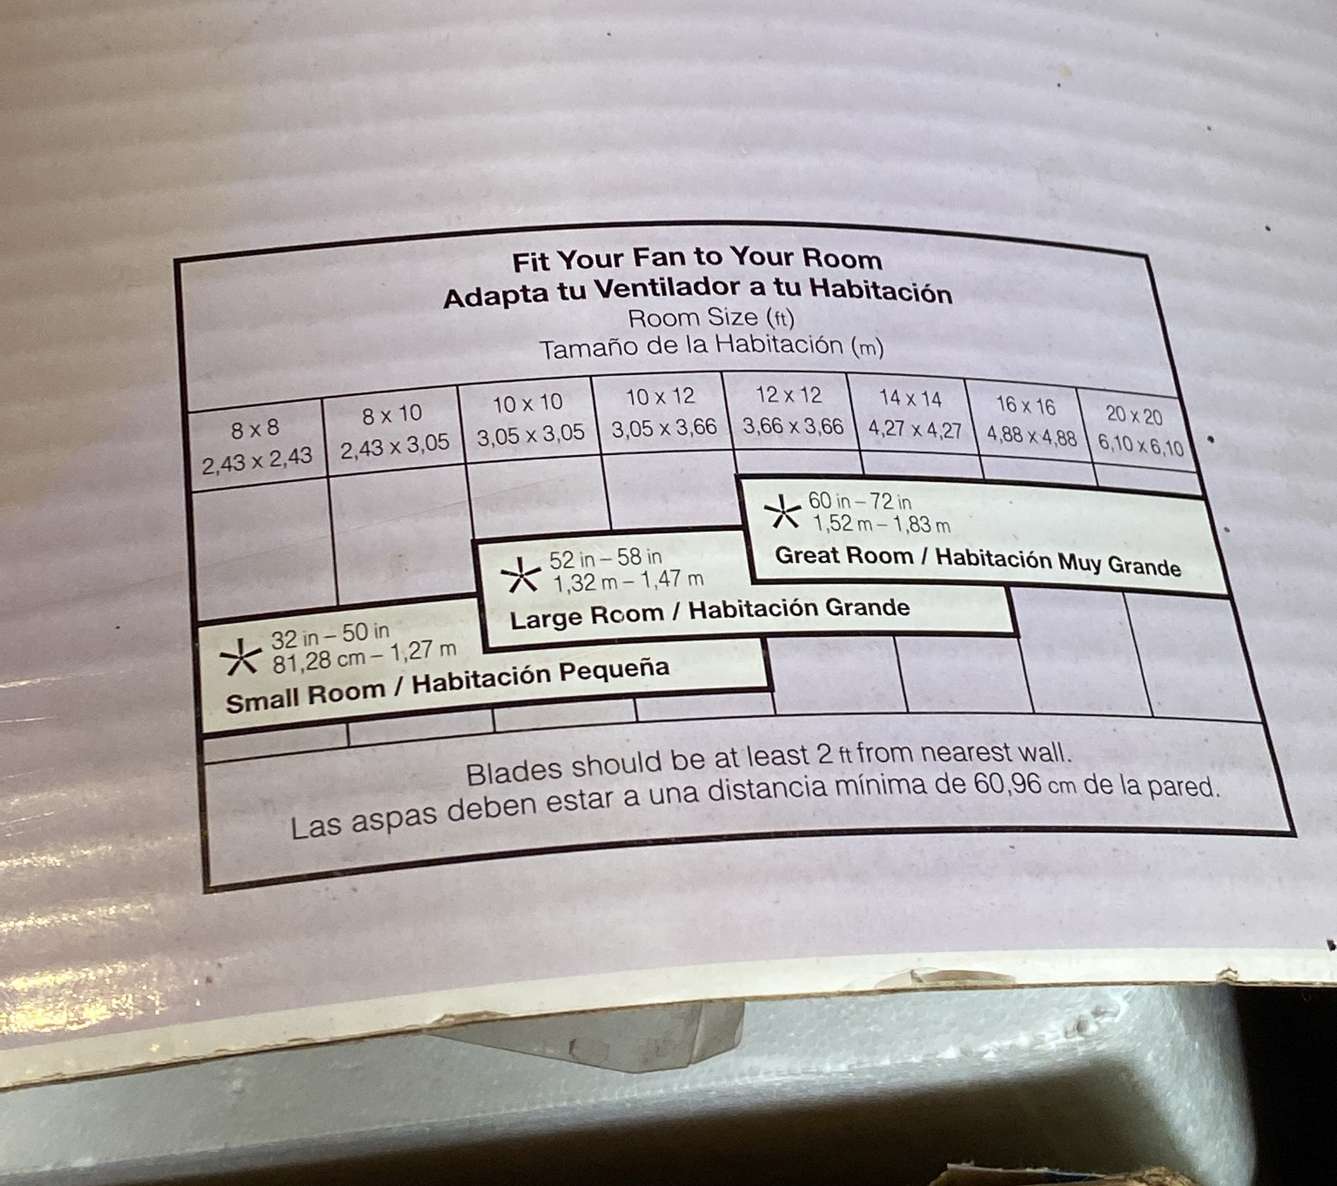 Fit Your Fan to Your Room
Adapta tu Ventilador a tu Habitación
Room Size (ft)
Tamaño de la Habitación (m)
8 x 8
2,43 x 2,43
8 x 10
2,43 x 3,05
10 x 10
3,05 x 3,05
10 x 12
3,05 x 3,66
12 x 12
3,66 x 3,66
14 x 14
4,27 x 4,27
16 x 16
4,88 x 4,88
20 x 20
6,10 x 6,10
60 in – 72 in
1,52 m – 1,83 m
Great Room / Habitación Muy Grande
52 in – 58 in
1,32 m – 1,47 m
Large Room / Habitación Grande
32 in – 50 in
81,28 cm – 1,27 m
Small Room / Habitación Pequeña
Blades should be at least 2 ft from nearest wall.
Las aspas deben estar a una distancia mínima de 60,96 cm de la pared.